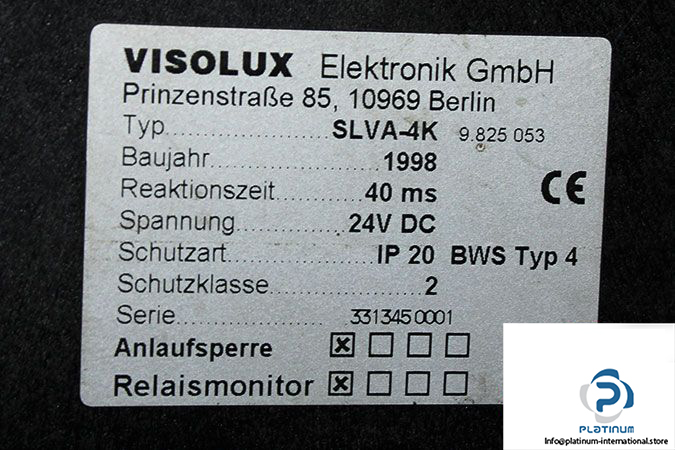 VISOLUX Elektronik GmbH
Prinzenstraße 85, 10969 Berlin
Typ SLVA-4K 9.825 053
Baujahr 1998
Reaktionszeit 40 ms
Spannung 24V DC
Schutzart IP 20 BWS Typ 4
Schutzklasse 2
Serie 3313450001
Anlaufsperre
Relaismonitor
CE
PLATINUM
Info@platinum-international.store